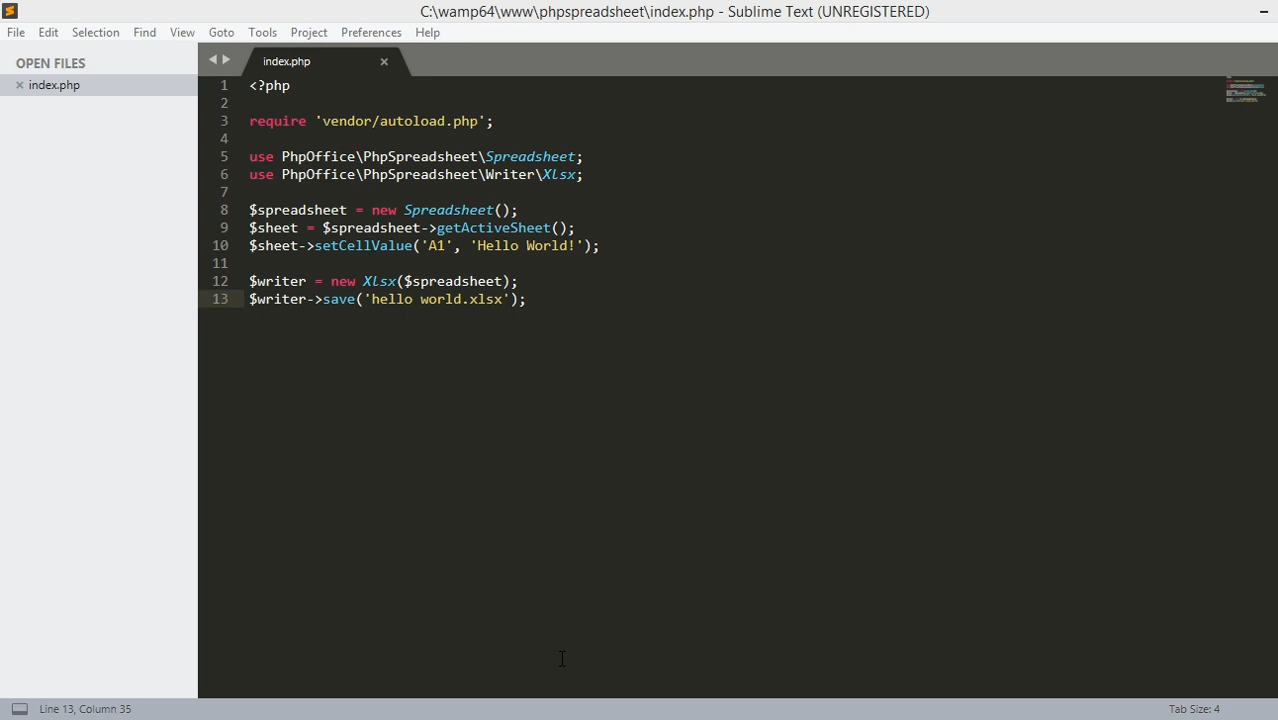 C:\wamp64\www\phpspreadsheet\index.php - Sublime Text (UNREGISTERED)
File Edit Selection Find View Goto Tools Project Preferences Help
OPEN FILES
index.php
index.php
1 <?php
2
3 require 'vendor/autoload.php';
4
5 use PhpOffice\PhpSpreadsheet\Spreadsheet;
6 use PhpOffice\PhpSpreadsheet\Writer\Xlsx;
7
8 $spreadsheet = new Spreadsheet();
9 $sheet = $spreadsheet->getActiveSheet();
10 $sheet->setCellValue('A1', 'Hello World!');
11
12 $writer = new Xlsx($spreadsheet);
13 $writer->save('hello world.xlsx');
Line 13, Column 35
Tab Size: 4